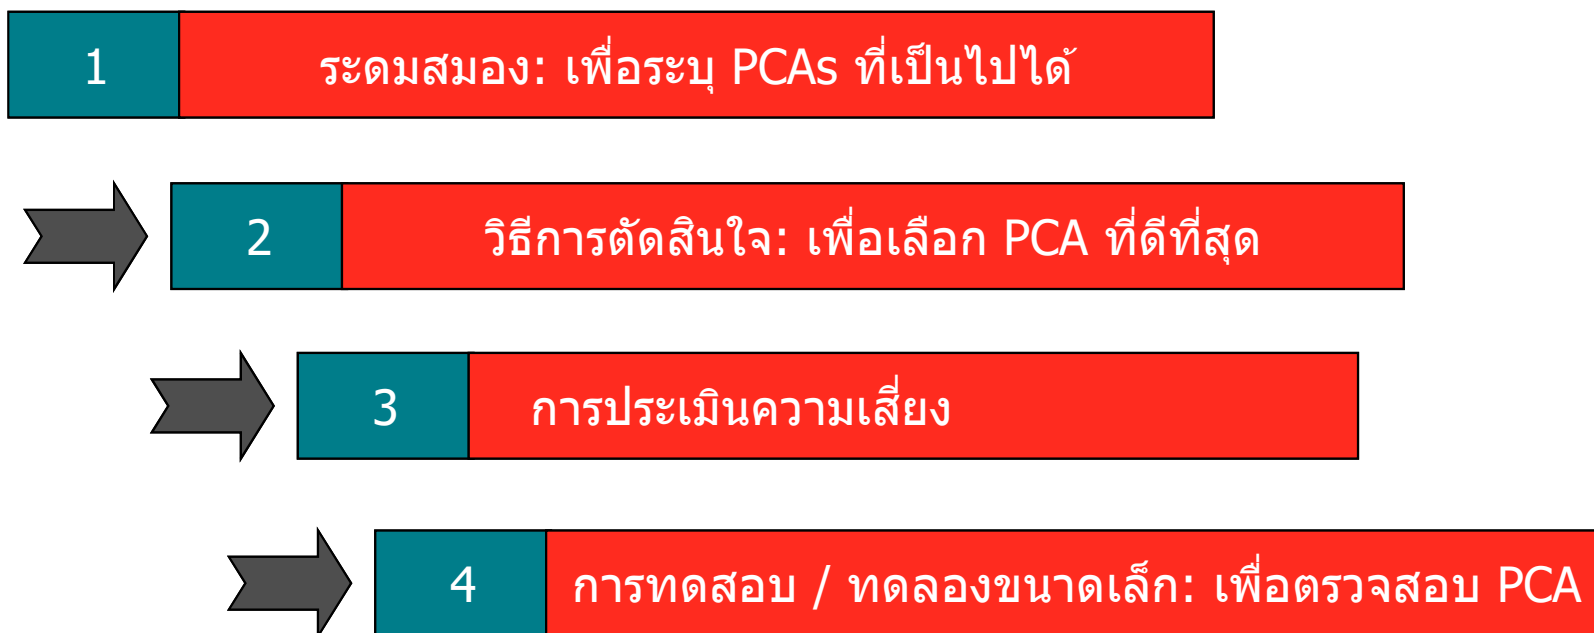 1
ระดมสมอง: เพื่อระบุ PCAs ที่เป็นไปได้
2
วิธีการตัดสินใจ: เพื่อเลือก PCA ที่ดีที่สุด
3
การประเมินความเสี่ยง
4
การทดสอบ / ทดลองขนาดเล็ก: เพื่อตรวจสอบ PCA